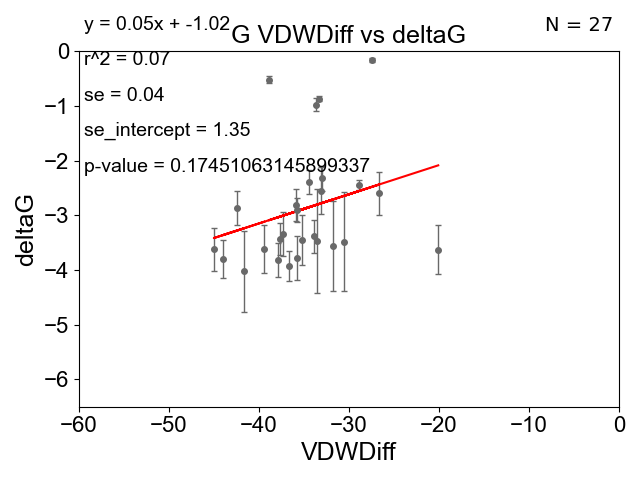 y = 0.05x + -1.02
G VDWDiff vs deltaG
N = 27
r^2 = 0.07
se = 0.04
se_intercept = 1.35
p-value = 0.17451063145899337
deltaG
0
−1
−2
−3
−4
−5
−6
−60
−50
−40
−30
−20
−10
0
VDWDiff